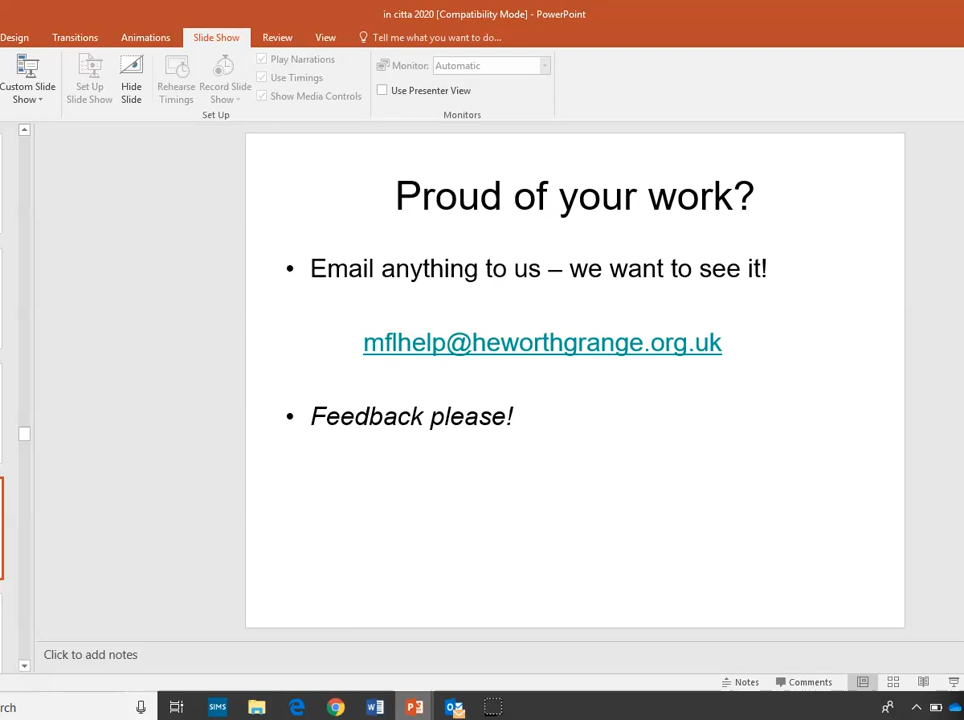 in citta 2020 [Compatibility Mode] - PowerPoint
Design Transitions Animations Slide Show Review View Tell me what you want to do...
Custom Slide Show
Set Up Slide Show
Hide Slide
Rehearse Timings
Record Slide Show
Play Narrations
Use Timings
Show Media Controls
Set Up
Monitor: Automatic
Use Presenter View
Monitors
Proud of your work?
• Email anything to us – we want to see it!
mflhelp@heworthgrange.org.uk
• Feedback please!
Click to add notes
Notes Comments
rch
SIMS